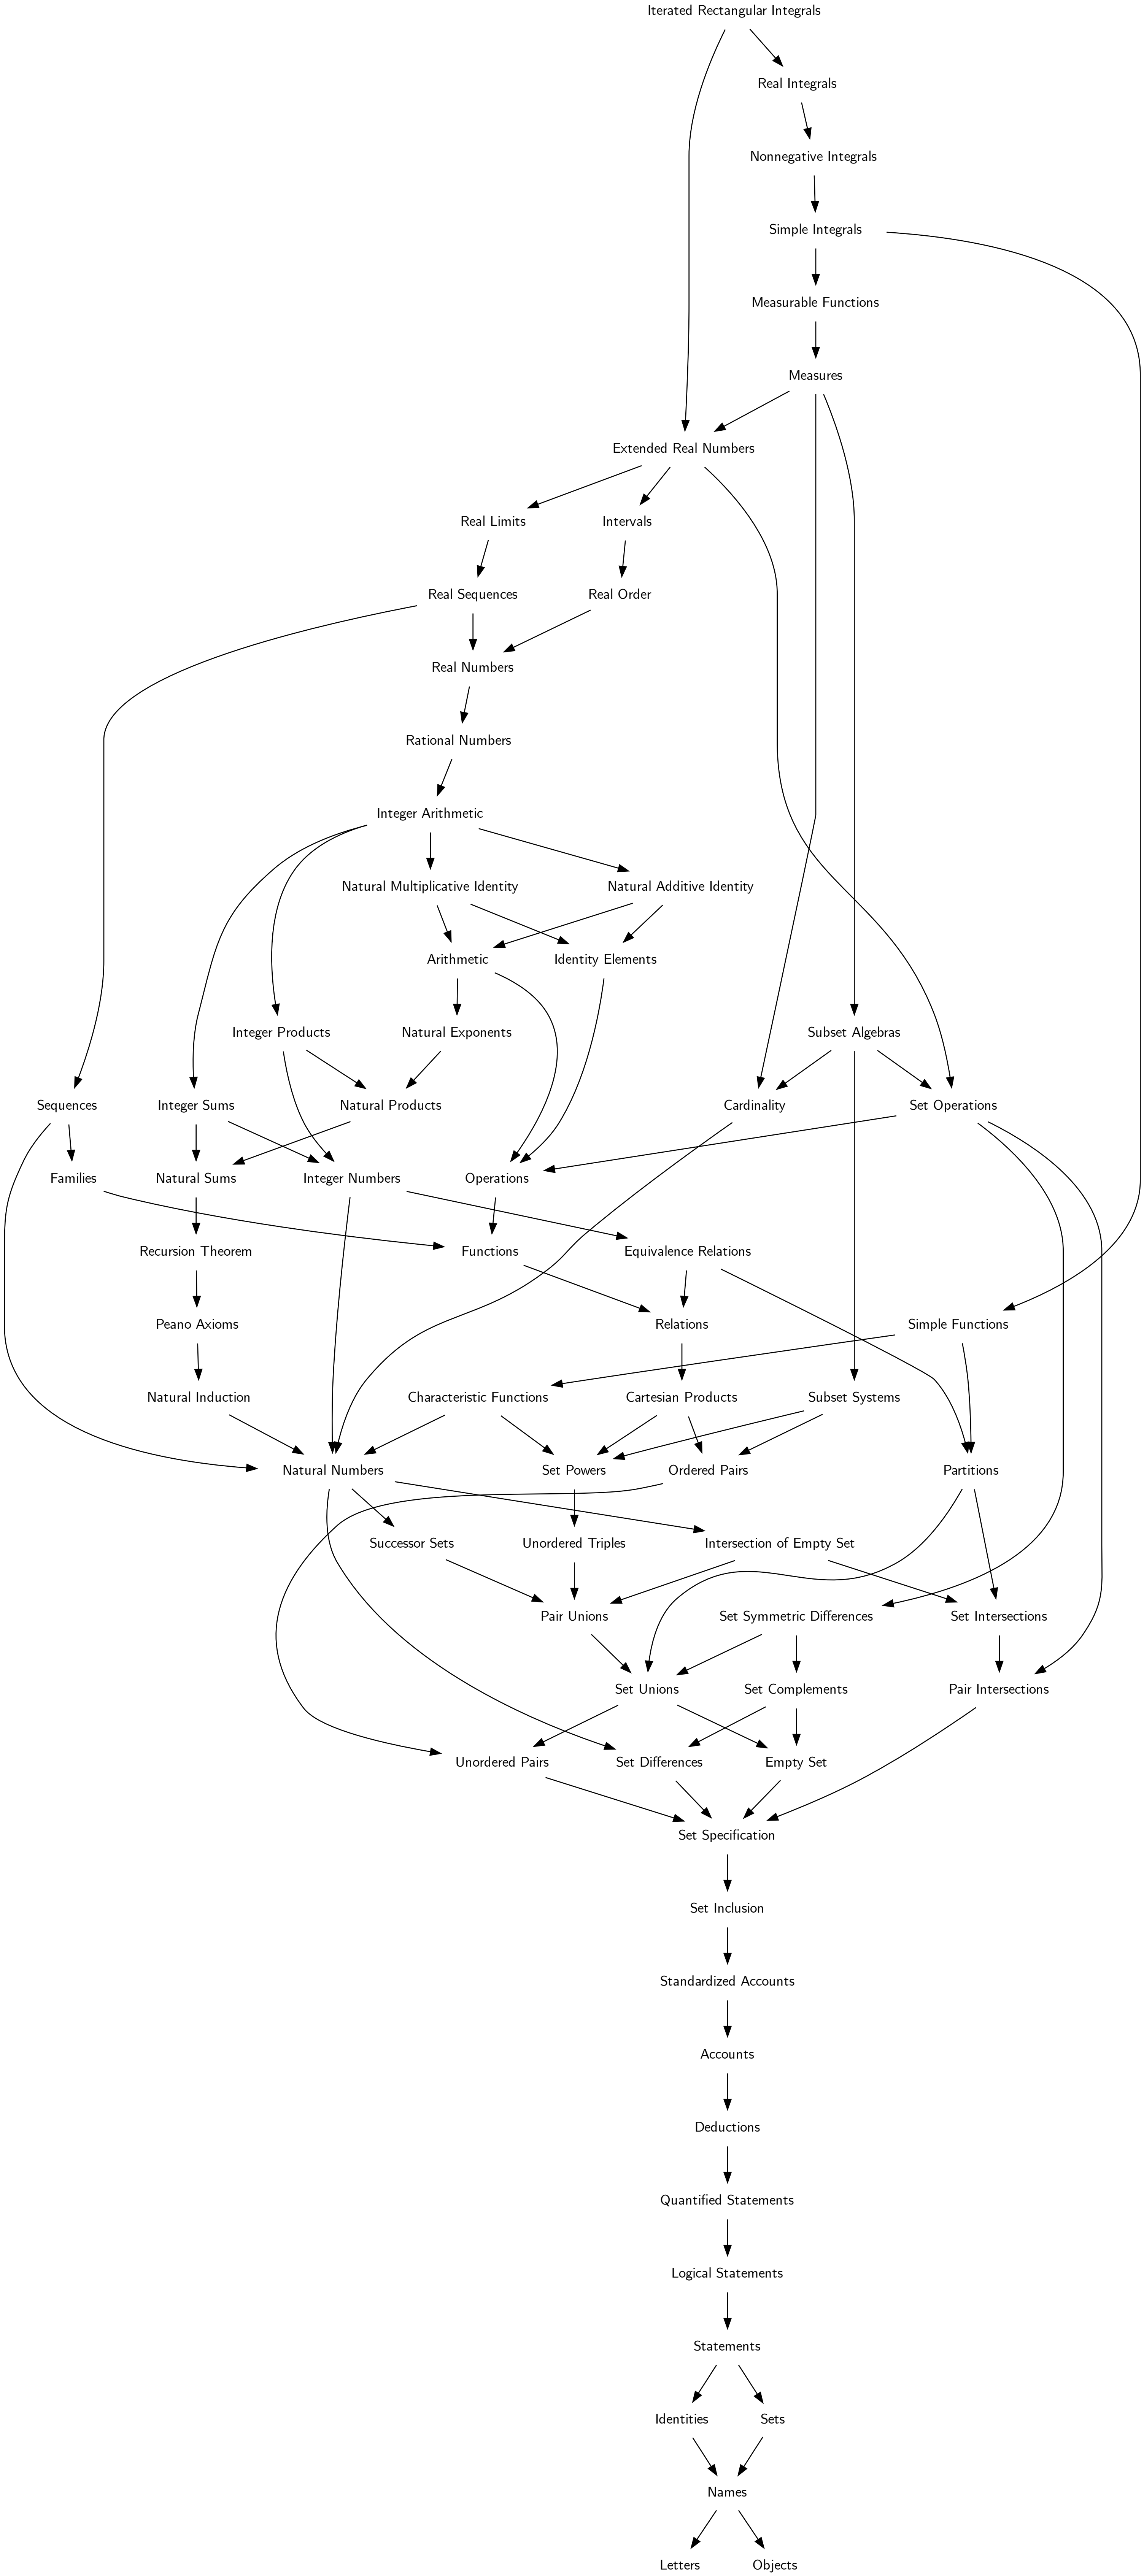 Iterated Rectangular Integrals
Real Integrals
Nonnegative Integrals
Simple Integrals
Measurable Functions
Measures
Extended Real Numbers
Real Limits
Intervals
Real Sequences
Real Order
Real Numbers
Rational Numbers
Integer Arithmetic
Natural Multiplicative Identity
Natural Additive Identity
Arithmetic
Identity Elements
Integer Products
Natural Exponents
Subset Algebras
Sequences
Integer Sums
Natural Products
Cardinality
Set Operations
Families
Natural Sums
Integer Numbers
Operations
Recursion Theorem
Functions
Equivalence Relations
Peano Axioms
Relations
Simple Functions
Natural Induction
Characteristic Functions
Cartesian Products
Subset Systems
Natural Numbers
Set Powers
Ordered Pairs
Partitions
Successor Sets
Unordered Triples
Intersection of Empty Set
Pair Unions
Set Symmetric Differences
Set Intersections
Set Unions
Set Complements
Pair Intersections
Unordered Pairs
Set Differences
Empty Set
Set Specification
Set Inclusion
Standardized Accounts
Accounts
Deductions
Quantified Statements
Logical Statements
Statements
Identities
Sets
Names
Letters
Objects